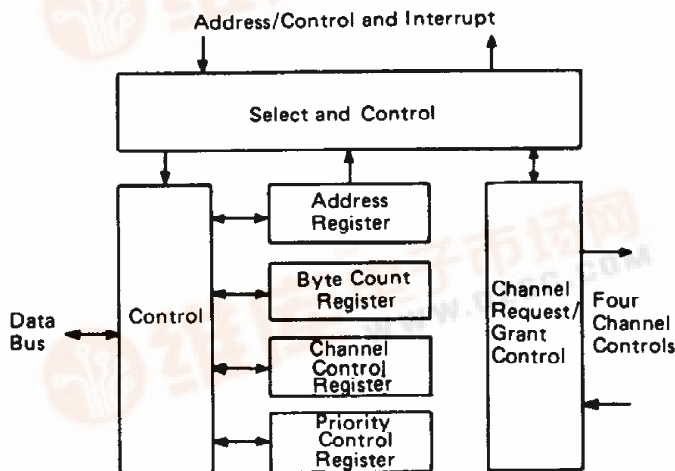 Address/Control and Interrupt
Select and Control
Address
Register
Byte Count
Register
Channel
Control
Register
Priority
Control
Register
Data
Bus
Control
Channel
Request/
Grant
Control
Four
Channel
Controls